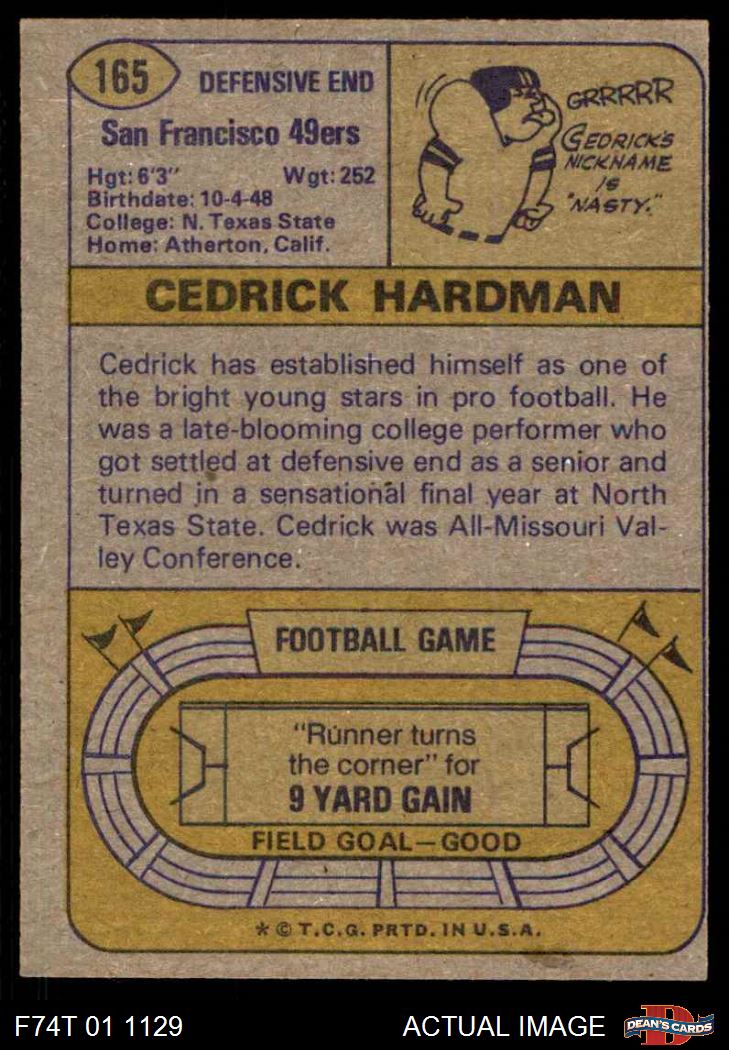 165
DEFENSIVE END
San Francisco 49ers
Hgt: 6'3" Wgt: 252
Birthdate: 10-4-48
College: N. Texas State
Home: Atherton, Calif.
GRRRRR
CEDRICK'S
NICKNAME
IS
"NASTY."
CEDRICK HARDMAN
Cedrick has established himself as one of
the bright young stars in pro football. He
was a late-blooming college performer who
got settled at defensive end as a senior and
turned in a sensational final year at North
Texas State. Cedrick was All-Missouri Val-
ley Conference.
FOOTBALL GAME
"Runner turns
the corner" for
9 YARD GAIN
FIELD GOAL—GOOD
* © T.C.G. PRTD. IN U.S.A.
F74T 01 1129
ACTUAL IMAGE
D
DEAN'S CARDS